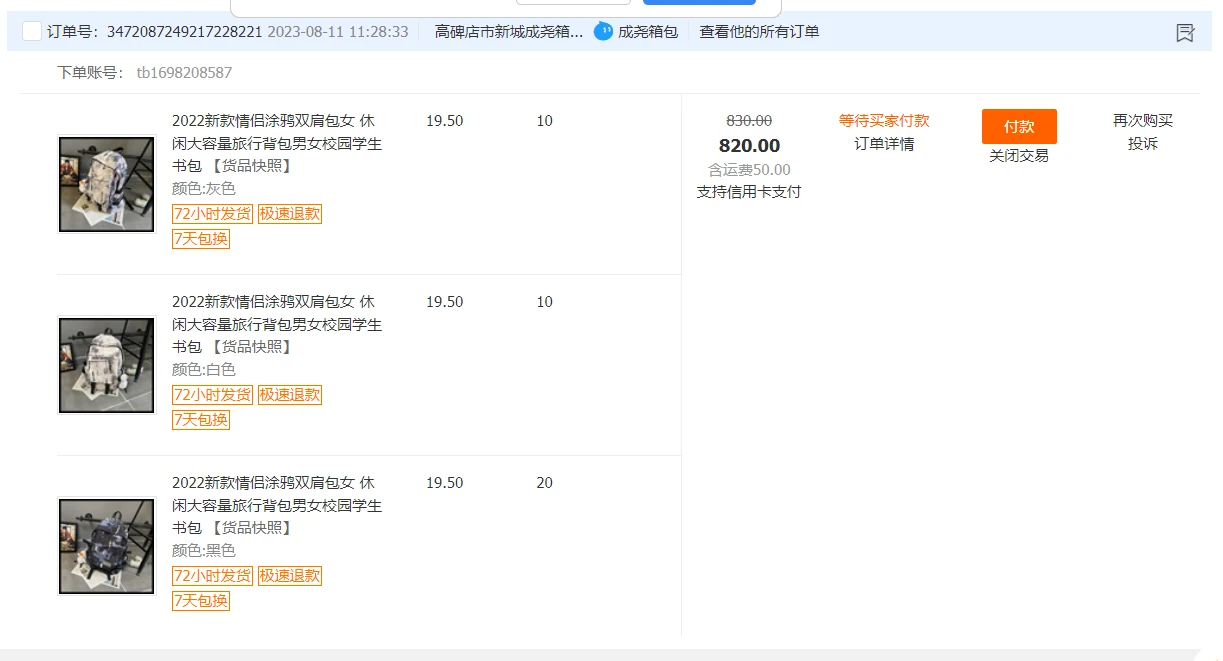 订单号：3472087249217228221 2023-08-11 11:28:33 高碑店市新城成尧箱... 成尧箱包 查看他的所有订单
下单账号： tb1698208587
2022新款情侣涂鸦双肩包女 休 19.50 10 830.00 等待买家付款 付款 再次购买
闲大容量旅行背包男女校园学生 820.00 订单详情 关闭交易 投诉
书包 【货品快照】 含运费50.00
颜色:灰色 支持信用卡支付
72小时发货 极速退款
7天包换
2022新款情侣涂鸦双肩包女 休 19.50 10
闲大容量旅行背包男女校园学生
书包 【货品快照】
颜色:白色
72小时发货 极速退款
7天包换
2022新款情侣涂鸦双肩包女 休 19.50 20
闲大容量旅行背包男女校园学生
书包 【货品快照】
颜色:黑色
72小时发货 极速退款
7天包换